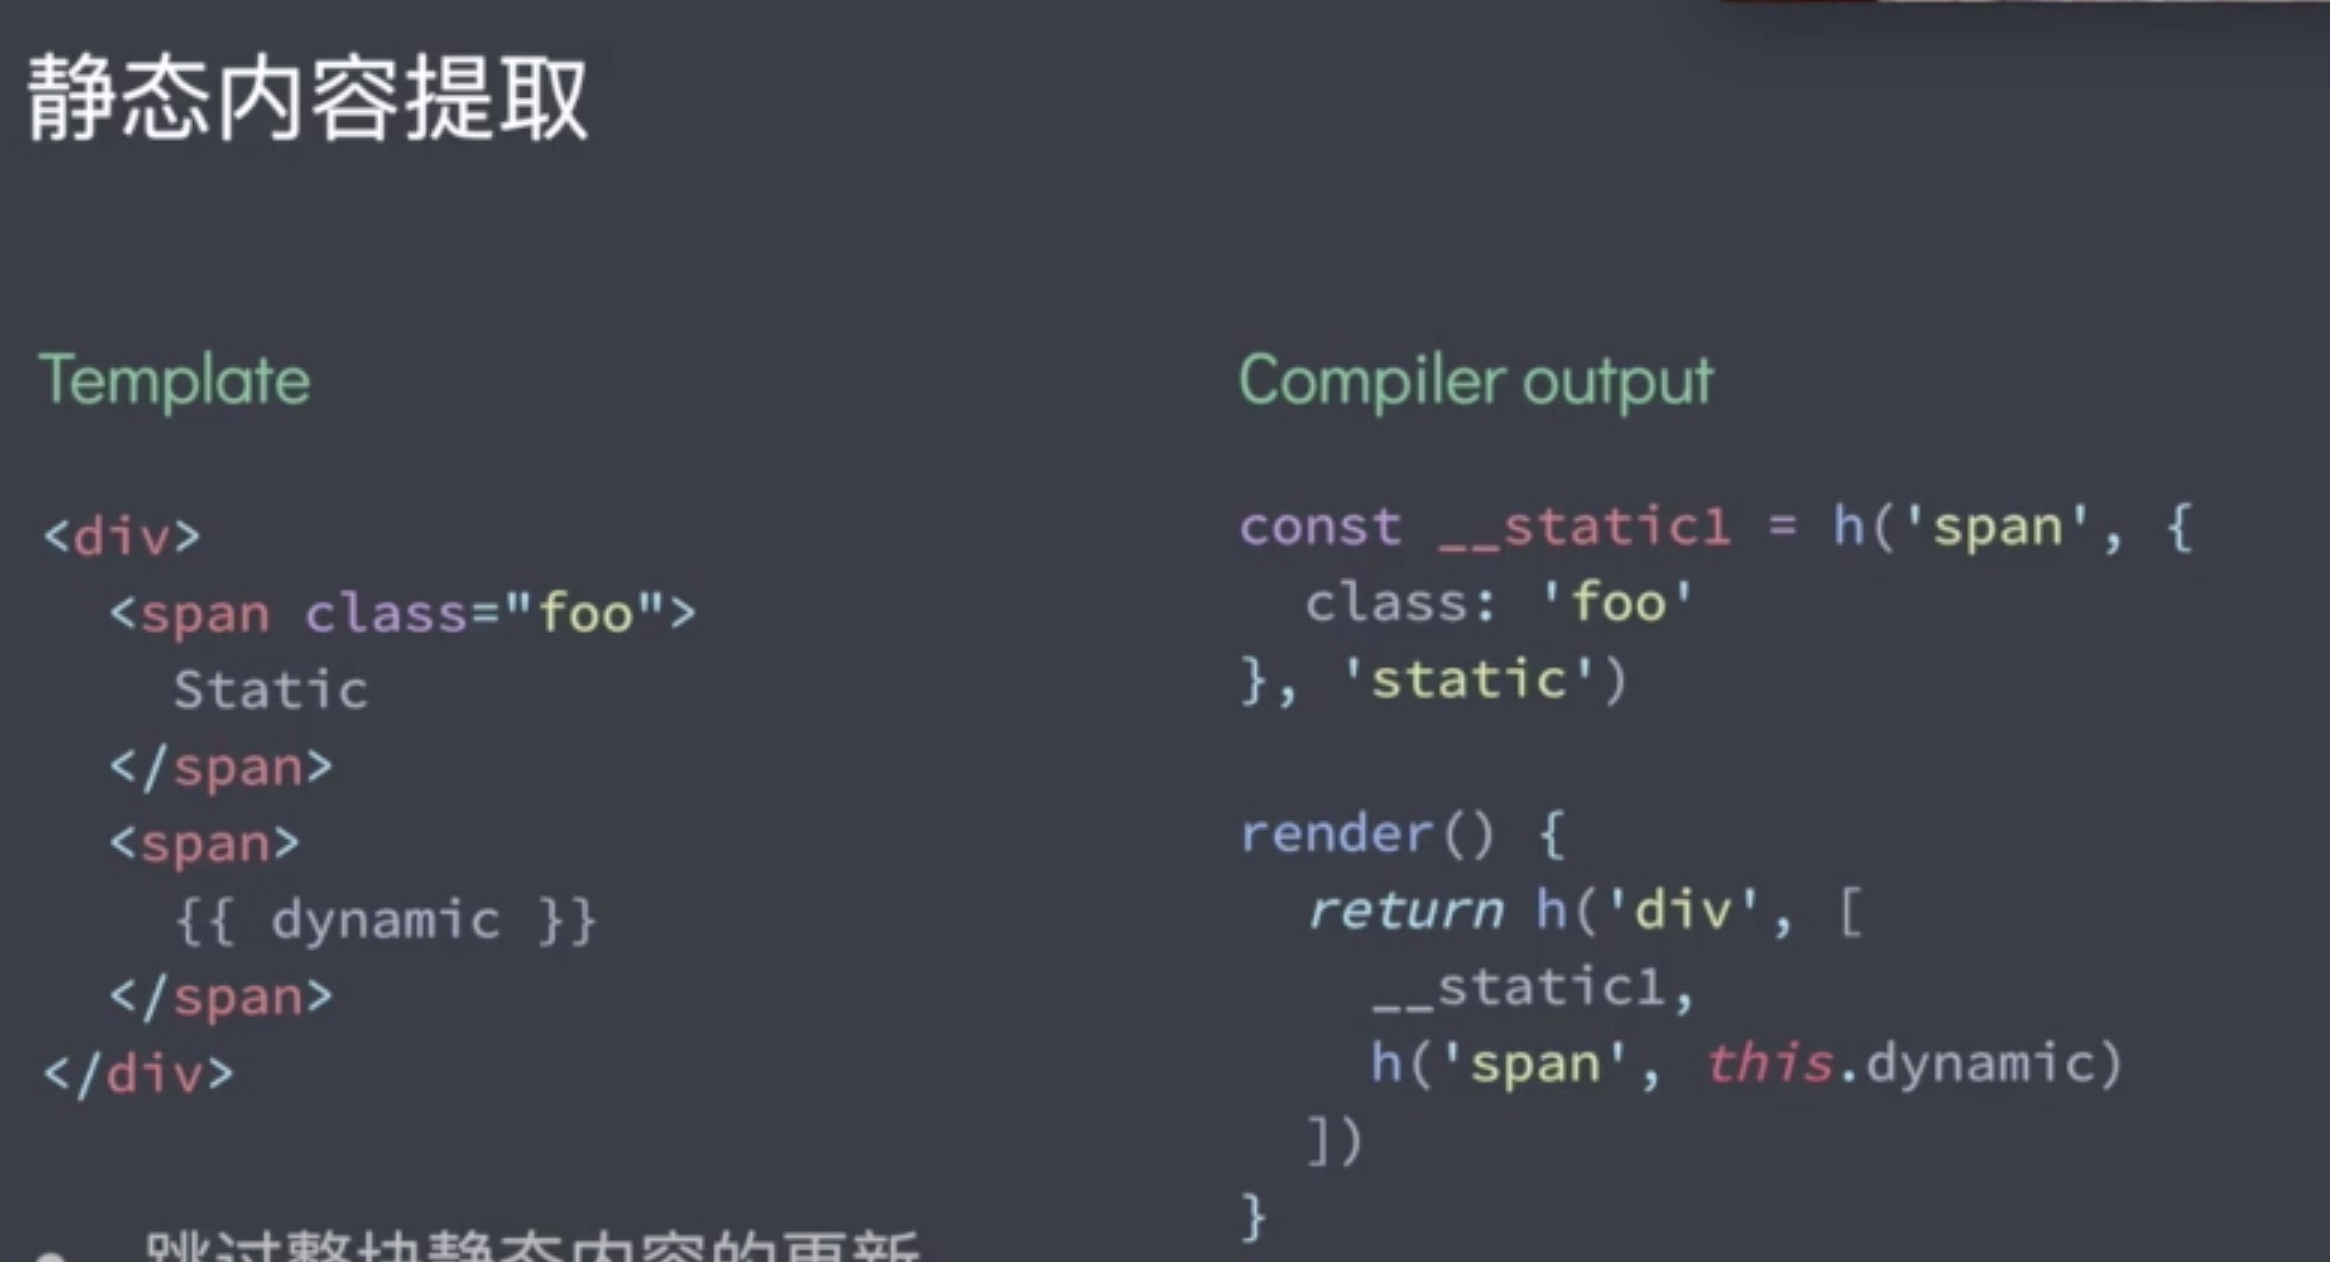 静态内容提取
Template
<div>
  <span class="foo">
    Static
  </span>
  <span>
    {{ dynamic }}
  </span>
</div>
Compiler output
const __static1 = h('span', {
  class: 'foo'
}, 'static')
render() {
  return h('div', [
    __static1,
    h('span', this.dynamic)
  ])
}
• 跳过整块静态内容的更新